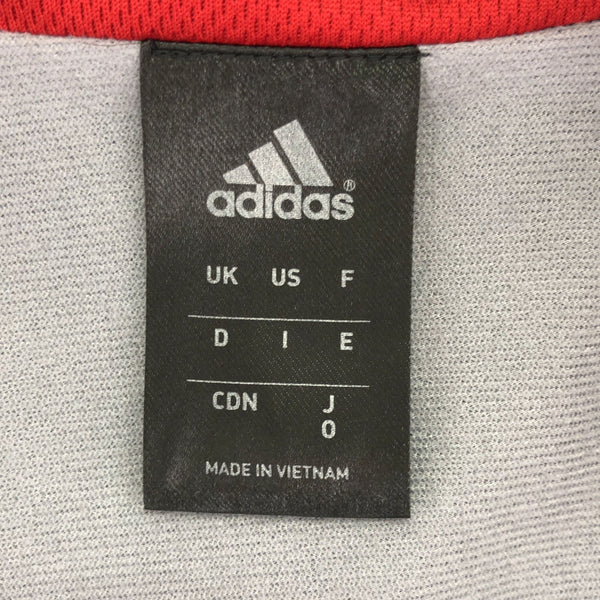 adidas®
UK US F
D I E
CDN J
O
MADE IN VIETNAM